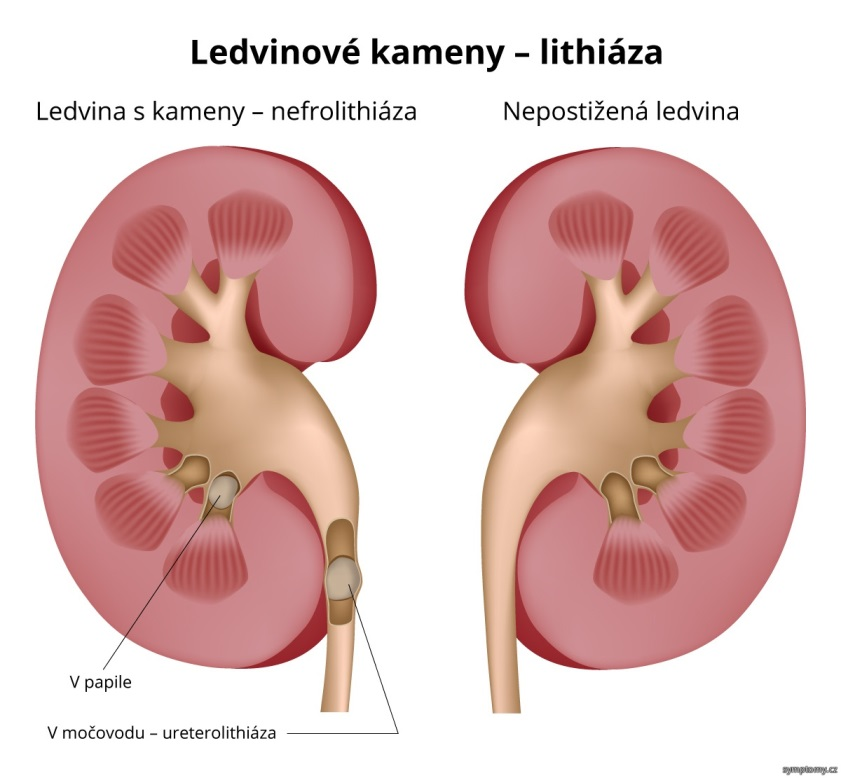 Ledvinové kameny – lithiáza
Ledvina s kameny – nefrolithiáza
Nepostižená ledvina
V papile
V močovodu – ureterolithiáza
symptomy.cz